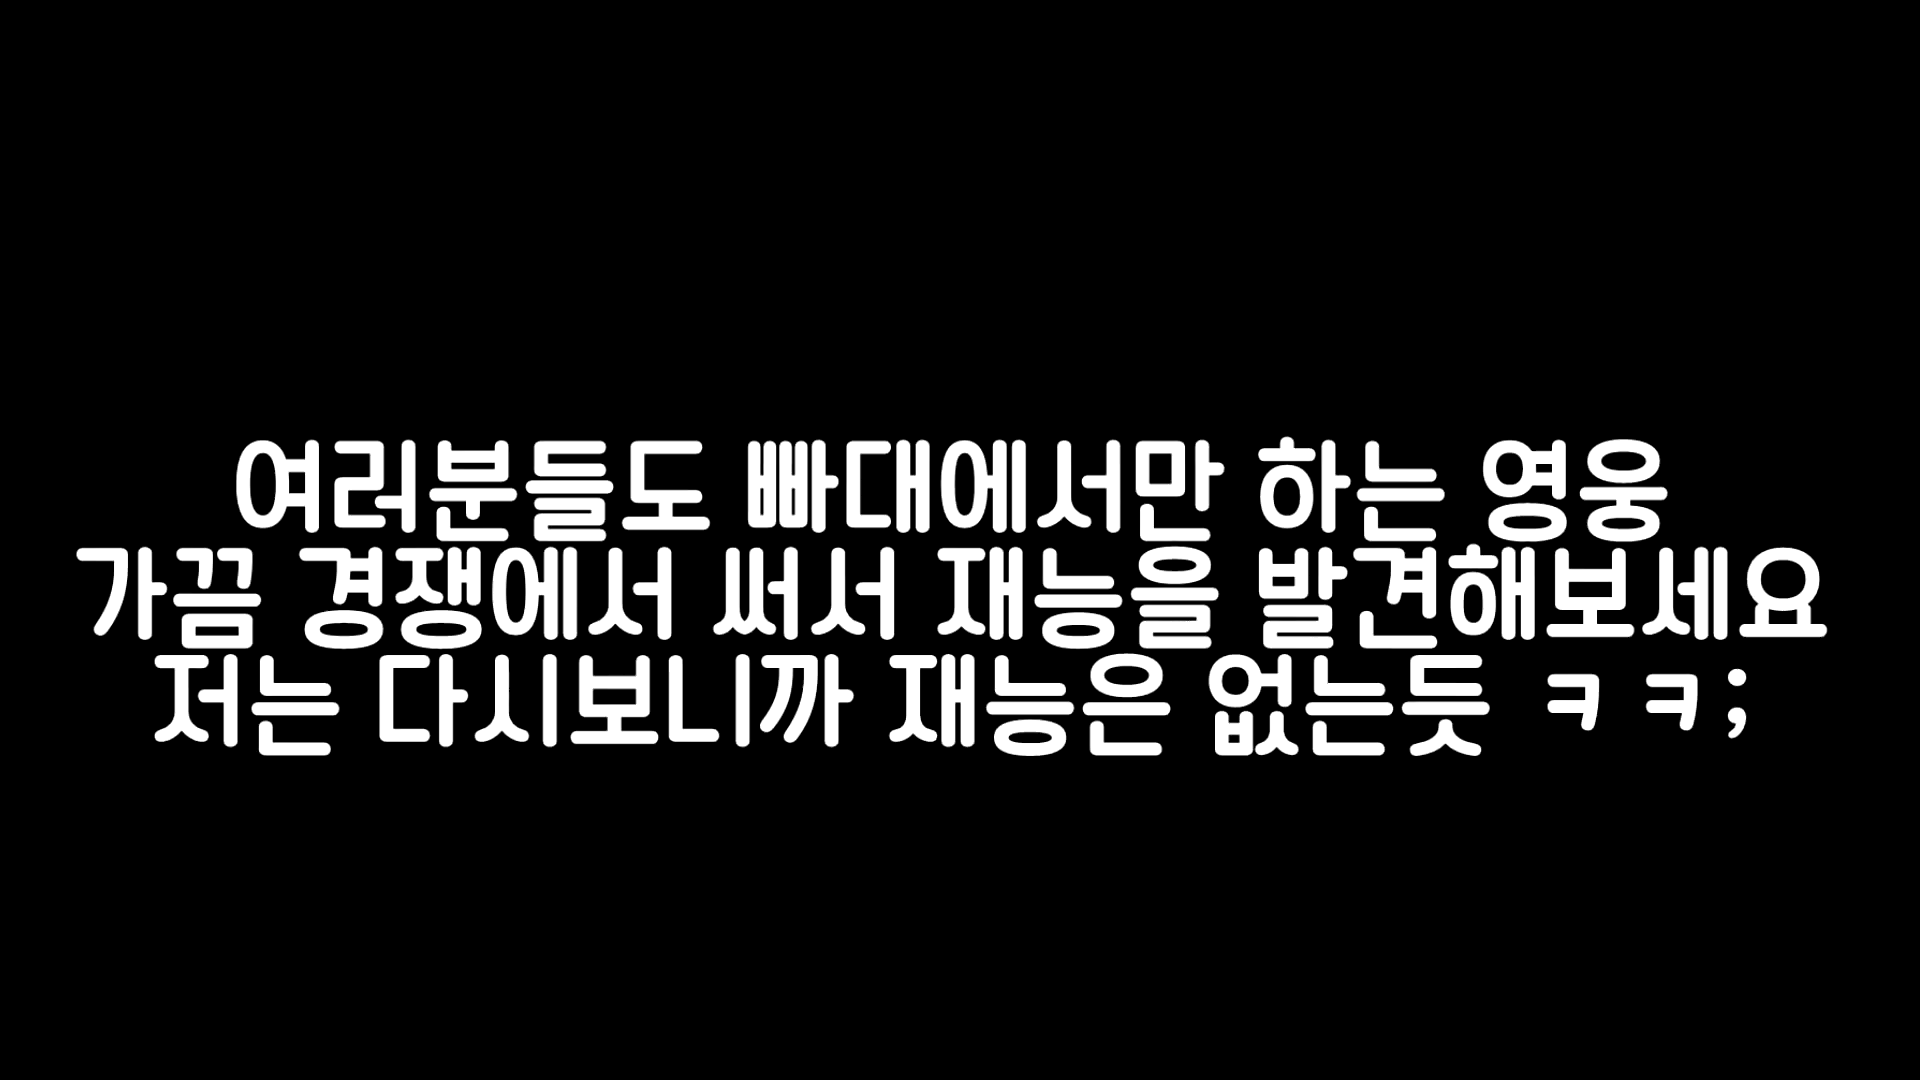 여러분들도 빠대에서만 하는 영웅
가끔 경쟁에서 써서 재능을 발견해보세요
저는 다시보니까 재능은 없는듯 ㅋㅋ;